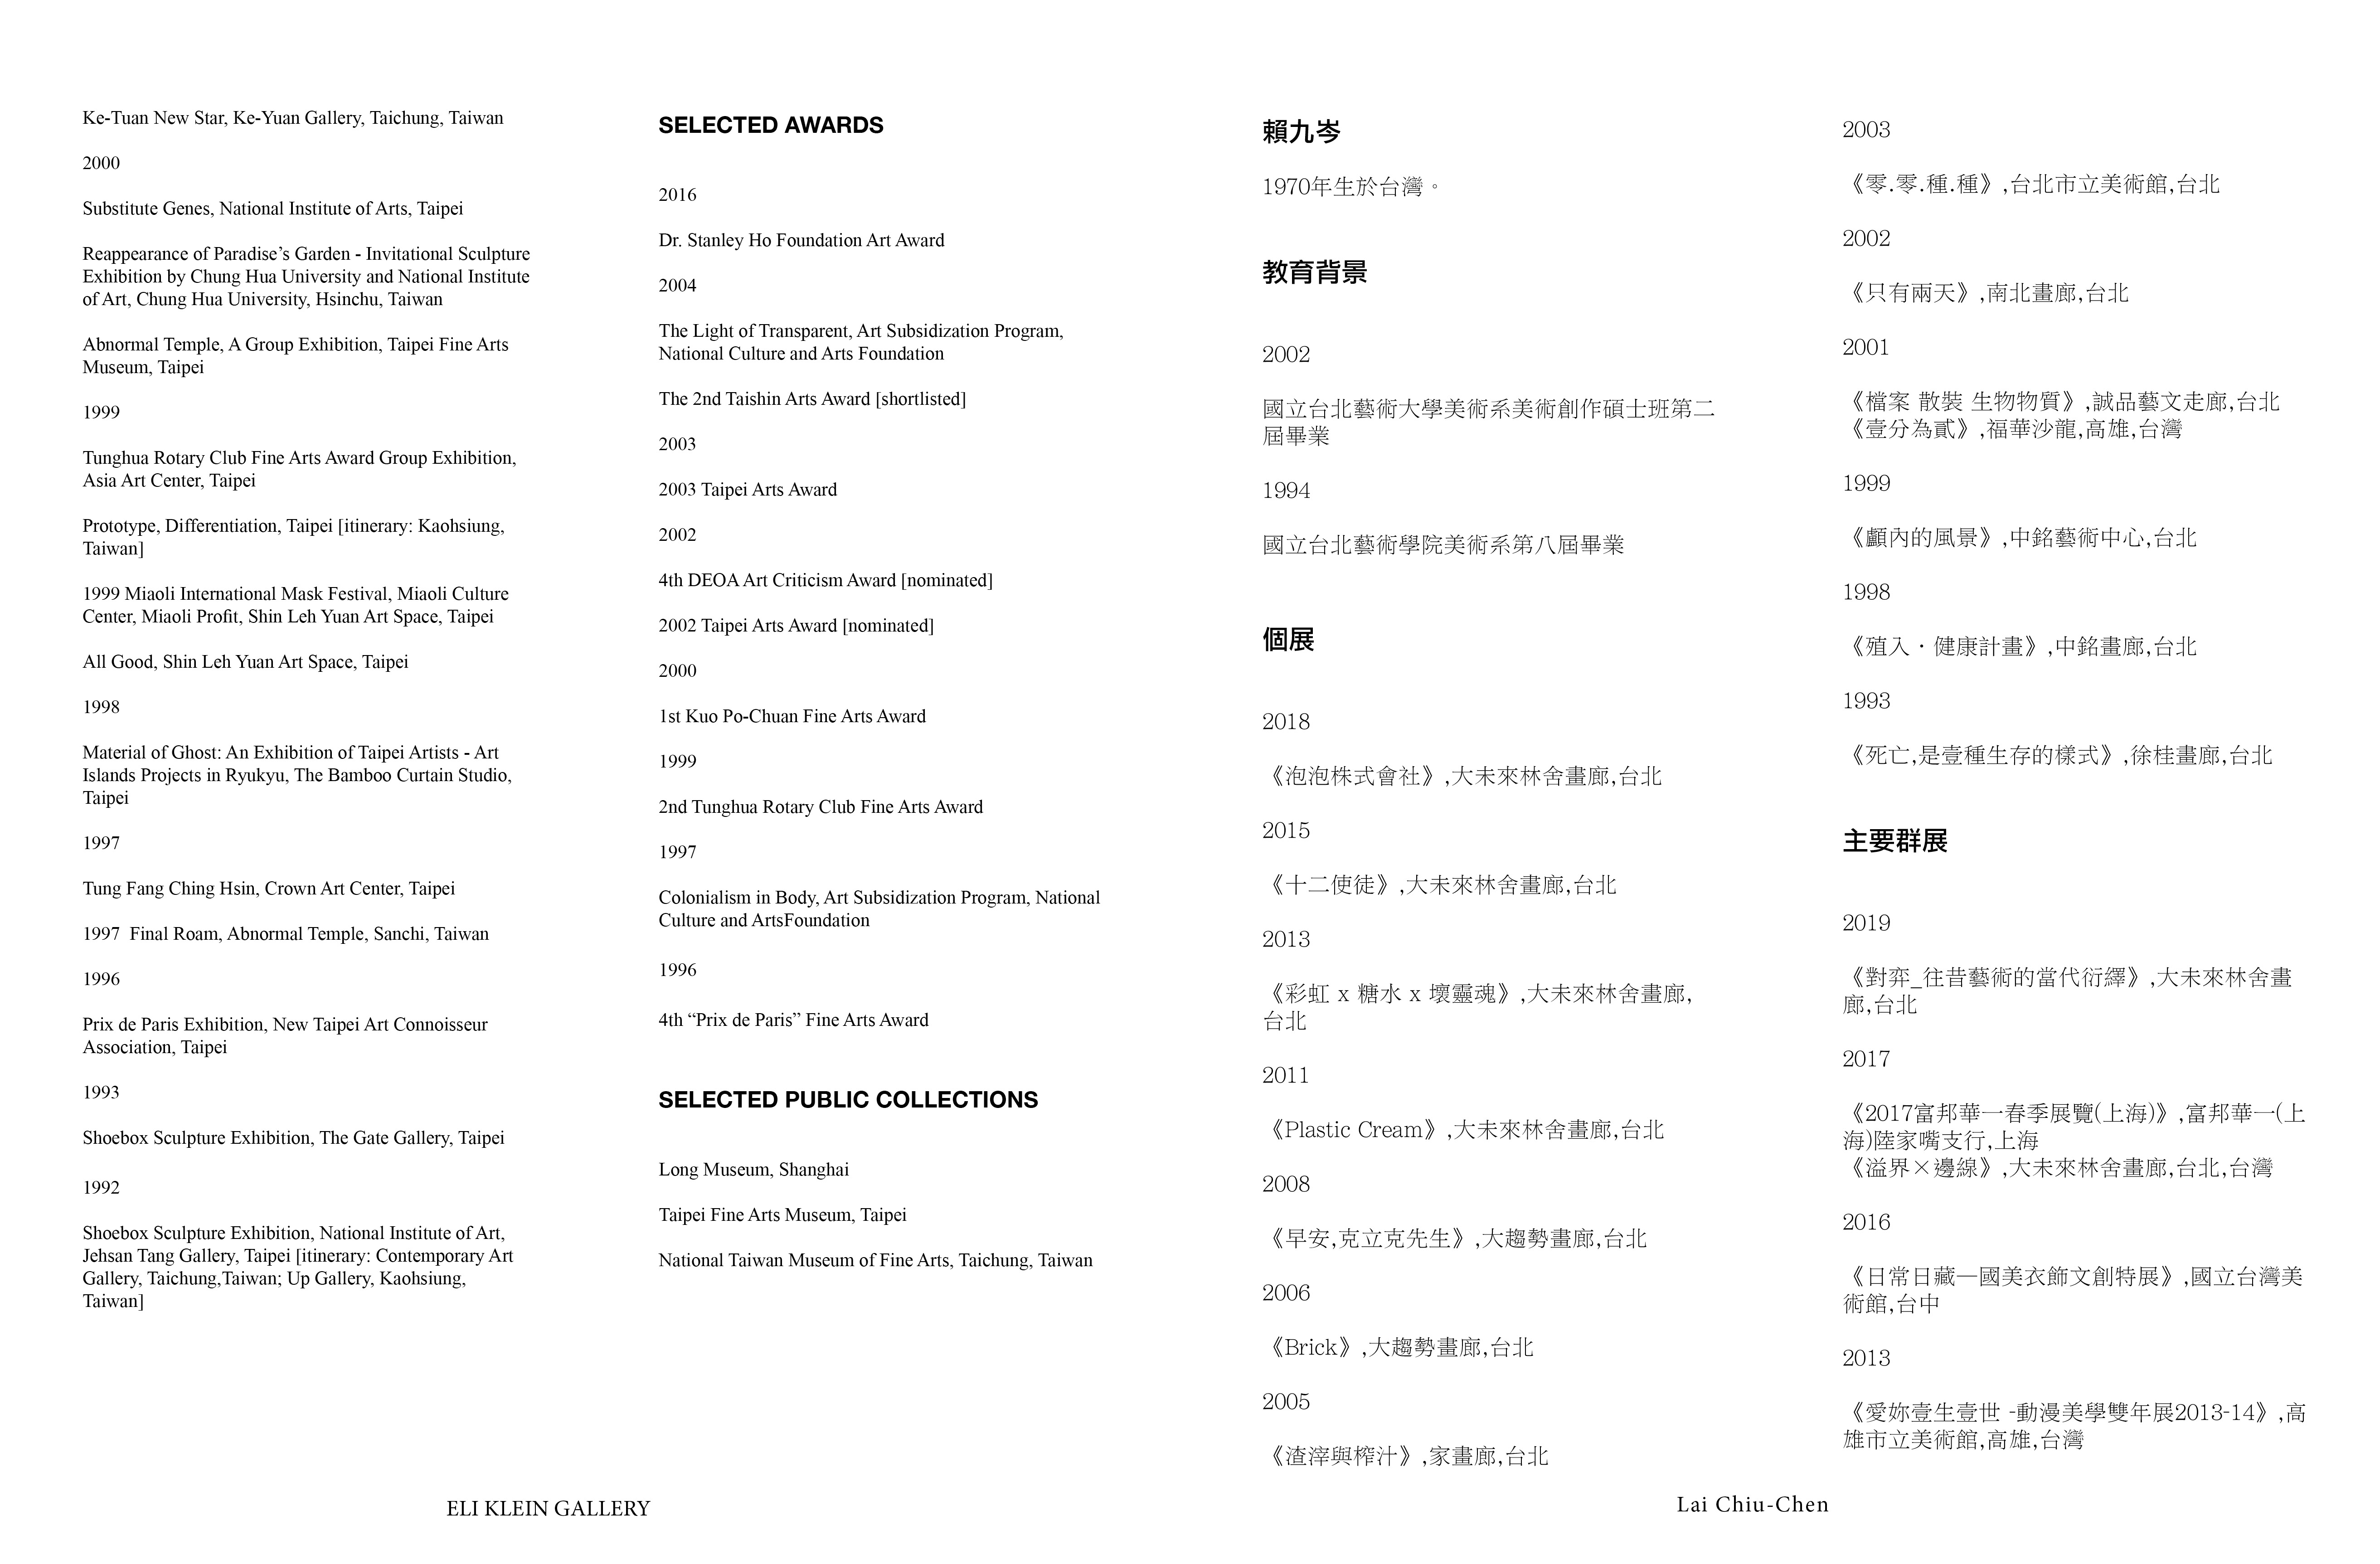 Ke-Tuan New Star, Ke-Yuan Gallery, Taichung, Taiwan
2000
Substitute Genes, National Institute of Arts, Taipei
Reappearance of Paradise’s Garden - Invitational Sculpture
Exhibition by Chung Hua University and National Institute
of Art, Chung Hua University, Hsinchu, Taiwan
Abnormal Temple, A Group Exhibition, Taipei Fine Arts
Museum, Taipei
1999
Tunghua Rotary Club Fine Arts Award Group Exhibition,
Asia Art Center, Taipei
Prototype, Differentiation, Taipei [itinerary: Kaohsiung,
Taiwan]
1999 Miaoli International Mask Festival, Miaoli Culture
Center, Miaoli Profit, Shin Leh Yuan Art Space, Taipei
All Good, Shin Leh Yuan Art Space, Taipei
1998
Material of Ghost: An Exhibition of Taipei Artists - Art
Islands Projects in Ryukyu, The Bamboo Curtain Studio,
Taipei
1997
Tung Fang Ching Hsin, Crown Art Center, Taipei
1997  Final Roam, Abnormal Temple, Sanchi, Taiwan
1996
Prix de Paris Exhibition, New Taipei Art Connoisseur
Association, Taipei
1993
Shoebox Sculpture Exhibition, The Gate Gallery, Taipei
1992
Shoebox Sculpture Exhibition, National Institute of Art,
Jehsan Tang Gallery, Taipei [itinerary: Contemporary Art
Gallery, Taichung,Taiwan; Up Gallery, Kaohsiung,
Taiwan]
SELECTED AWARDS
2016
Dr. Stanley Ho Foundation Art Award
2004
The Light of Transparent, Art Subsidization Program,
National Culture and Arts Foundation
The 2nd Taishin Arts Award [shortlisted]
2003
2003 Taipei Arts Award
2002
4th DEOA Art Criticism Award [nominated]
2002 Taipei Arts Award [nominated]
2000
1st Kuo Po-Chuan Fine Arts Award
1999
2nd Tunghua Rotary Club Fine Arts Award
1997
Colonialism in Body, Art Subsidization Program, National
Culture and ArtsFoundation
1996
4th “Prix de Paris” Fine Arts Award
SELECTED PUBLIC COLLECTIONS
Long Museum, Shanghai
Taipei Fine Arts Museum, Taipei
National Taiwan Museum of Fine Arts, Taichung, Taiwan
ELI KLEIN GALLERY
賴九岑
1970年生於台灣。
教育背景
2002
國立台北藝術大學美術系美術創作碩士班第二
屆畢業
1994
國立台北藝術學院美術系第八屆畢業
個展
2018
《泡泡株式會社》,大未來林舍畫廊,台北
2015
《十二使徒》,大未來林舍畫廊,台北
2013
《彩虹 x 糖水 x 壞靈魂》,大未來林舍畫廊,
台北
2011
《Plastic Cream》,大未來林舍畫廊,台北
2008
《早安,克立克先生》,大趨勢畫廊,台北
2006
《Brick》,大趨勢畫廊,台北
2005
《渣滓與榨汁》,家畫廊,台北
2003
《零.零.種.種》,台北市立美術館,台北
2002
《只有兩天》,南北畫廊,台北
2001
《檔案 散裝 生物物質》,誠品藝文走廊,台北
《壹分為貳》,福華沙龍,高雄,台灣
1999
《顱內的風景》,中銘藝術中心,台北
1998
《殖入・健康計畫》,中銘畫廊,台北
1993
《死亡,是壹種生存的樣式》,徐桂畫廊,台北
主要群展
2019
《對弈_往昔藝術的當代衍繹》,大未來林舍畫
廊,台北
2017
《2017富邦華一春季展覽(上海)》,富邦華一(上
海)陸家嘴支行,上海
《溢界×邊線》,大未來林舍畫廊,台北,台灣
2016
《日常日藏—國美衣飾文創特展》,國立台灣美
術館,台中
2013
《愛妳壹生壹世 -動漫美學雙年展2013-14》,高
雄市立美術館,高雄,台灣
Lai Chiu-Chen